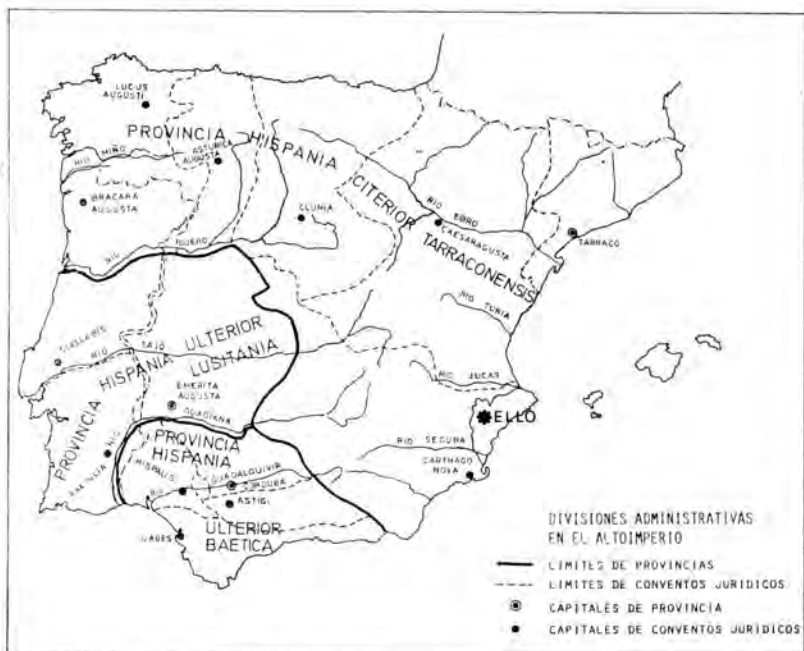 LUCUS
AUGUSTI
PROVINCIA HISPANIA CITERIOR TARRACONENSIS
RIO MIÑO
ASTURICA
AUGUSTA
BRACARA
AUGUSTA
CLUNIA
RIO EBRO
CAESARAGUSTA
TARRACO
RIO DUERO
RIO TURIA
PROVINCIA HISPANIA ULTERIOR
LUSITANIA
RIO TAJO
RIO JUCAR
EMERITA
AUGUSTA
RIO GUADIANA
ELLO
PROVINCIA
HISPANIA
RIO SEGURA
CARTHAGO
NOVA
HISPALIS
RIO GUADALQUIVIR
CORDUBA
ASTIGI
ULTERIOR
BAETICA
DIVISIONES ADMINISTRATIVAS
EN EL ALTOIMPERIO
LIMITES DE PROVINCIAS
LIMITES DE CONVENTOS JURIDICOS
CAPITALES DE PROVINCIA
CAPITALES DE CONVENTOS JURIDICOS